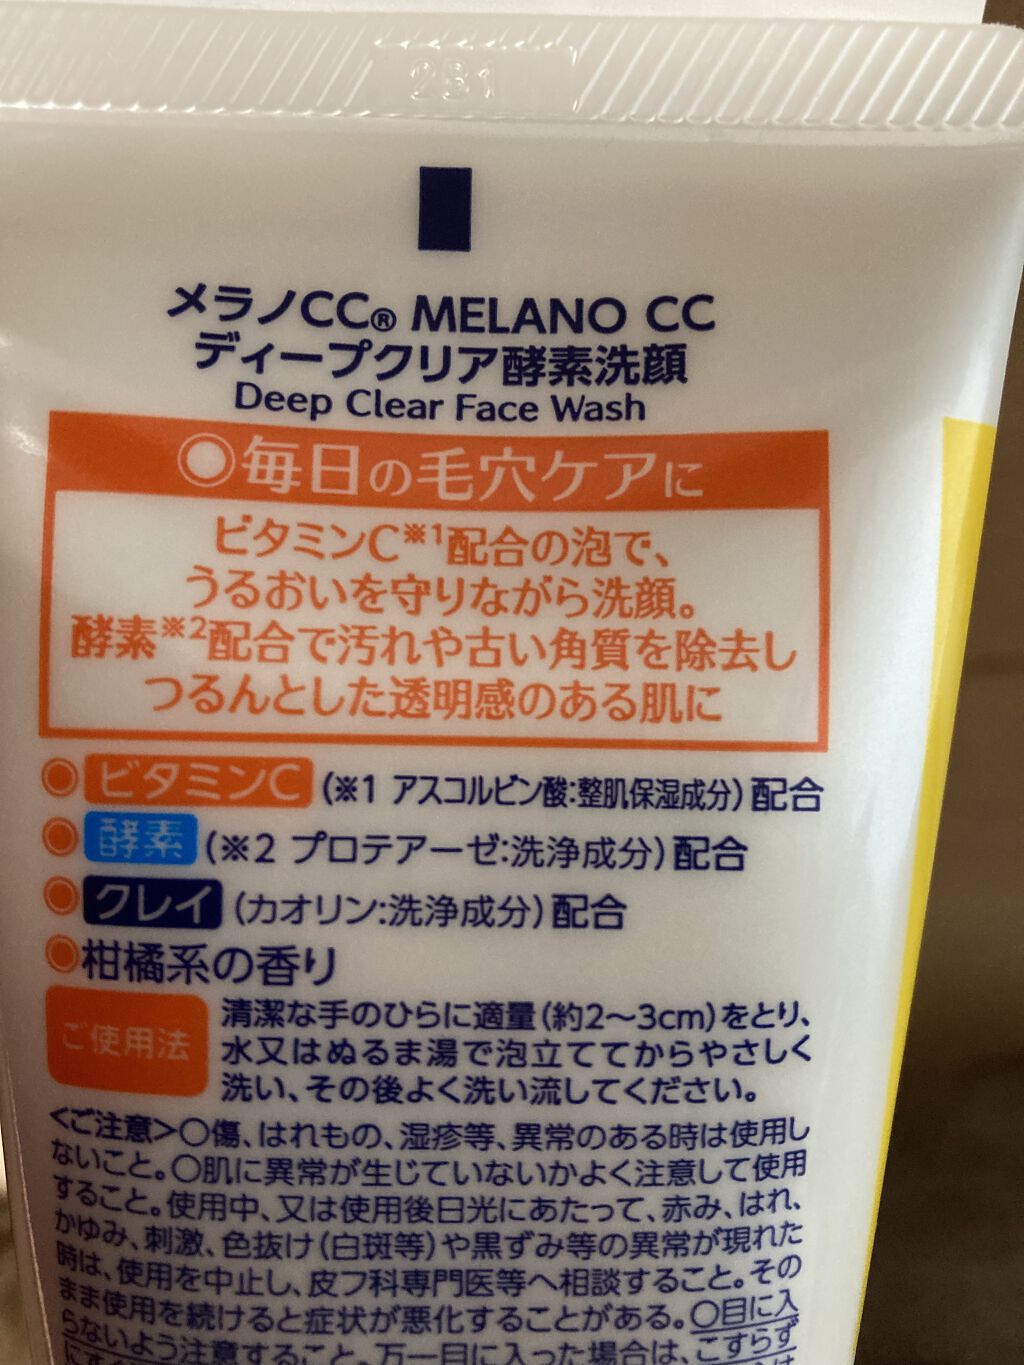 2B1
メラノCC® MELANO CC
ディープクリア酵素洗顔
Deep Clear Face Wash
◎毎日の毛穴ケアに
ビタミンC※1配合の泡で、
うるおいを守りながら洗顔。
酵素※2配合で汚れや古い角質を除去し
つるんとした透明感のある肌に
◉ビタミンC(※1 アスコルビン酸:整肌保湿成分)配合
◉酵素(※2 プロテアーゼ:洗浄成分)配合
◉クレイ(カオリン:洗浄成分)配合
◉柑橘系の香り
ご使用法
清潔な手のひらに適量(約2〜3cm)をとり、
水又はぬるま湯で泡立ててからやさしく
洗い、その後よく洗い流してください。
<ご注意>○傷、はれもの、湿疹等、異常のある時は使用し
ないこと。○肌に異常が生じていないかよく注意して使用
すること。使用中、又は使用後日光にあたって、赤み、はれ、
かゆみ、刺激、色抜け(白斑等)や黒ずみ等の異常が現れた
時は、使用を中止し、皮フ科専門医等へ相談すること。その
まま使用を続けると症状が悪化することがある。○目に入
らないよう注意すること。万一目に入った場合は、こすらず